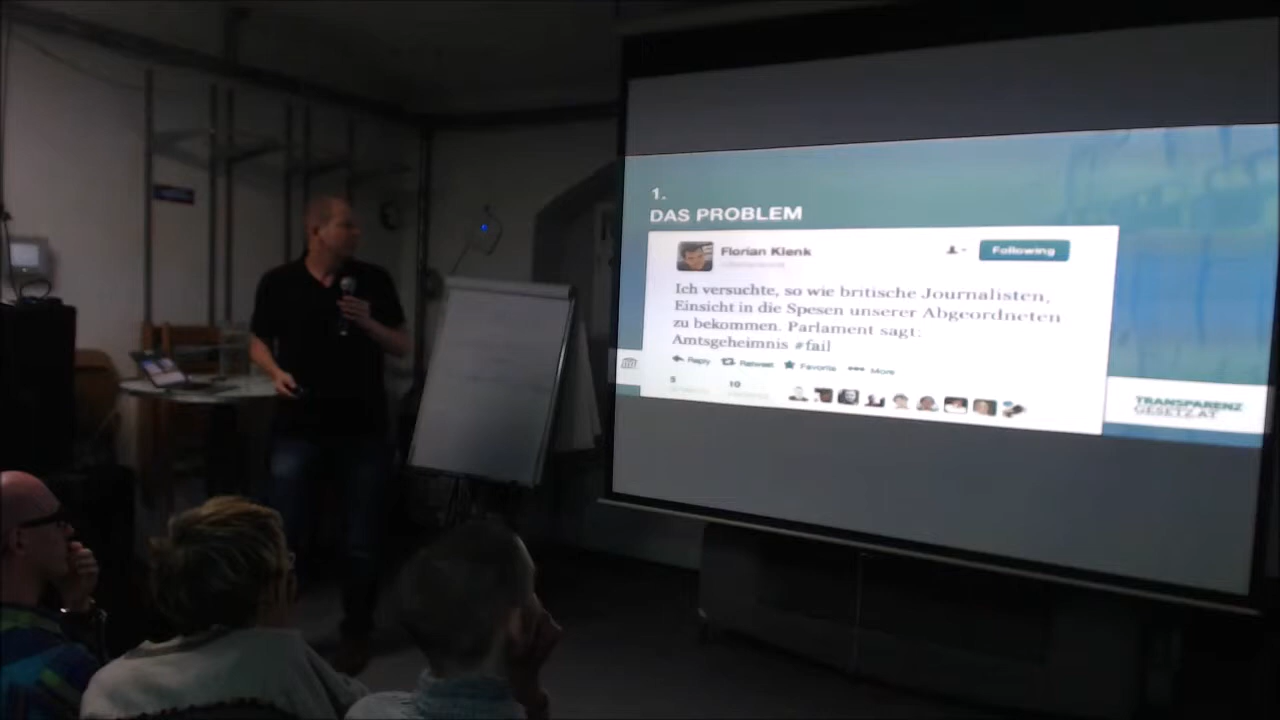 1.
DAS PROBLEM
Florian Klenk
Following
Ich versuchte, so wie britische Journalisten,
Einsicht in die Spesen unserer Abgeordneten
zu bekommen. Parlament sagt:
Amtsgeheimnis #fail
Reply Retweet Favorite More
5 10
TRANSPARENZ
GESETZ.AT